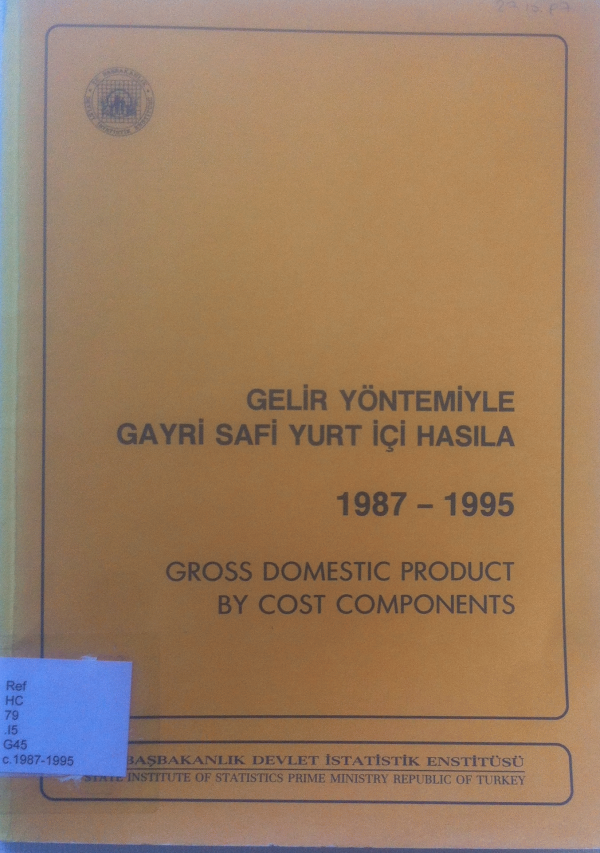 GELİR YÖNTEMİYLE
GAYRİ SAFİ YURT İÇİ HASILA
1987 – 1995
GROSS DOMESTIC PRODUCT
BY COST COMPONENTS
Ref
HC
79
.I5
G45
c.1987-1995
BAŞBAKANLIK DEVLET İSTATİSTİK ENSTİTÜSÜ
STATE INSTITUTE OF STATISTICS PRIME MINISTRY REPUBLIC OF TURKEY